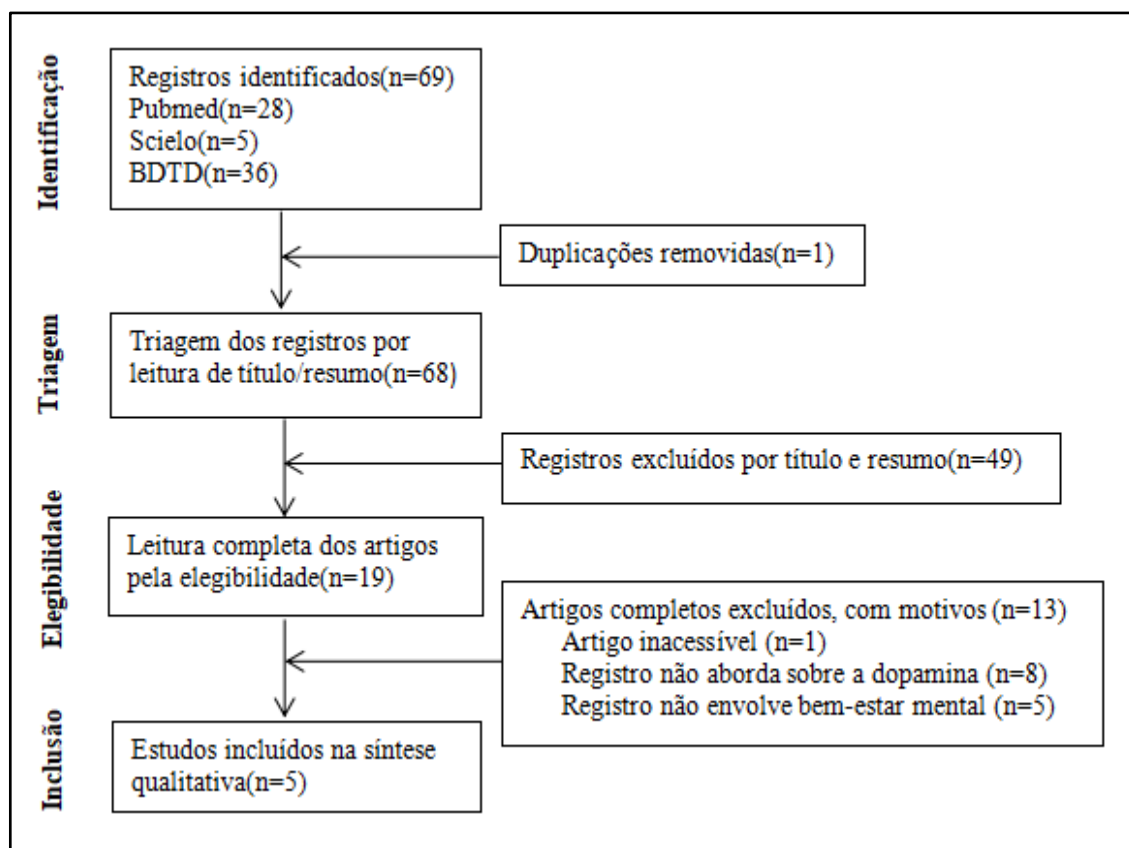 Identificação
Registros identificados(n=69)
Pubmed(n=28)
Scielo(n=5)
BDTD(n=36)
Duplicações removidas(n=1)
Triagem
Triagem dos registros por
leitura de título/resumo(n=68)
Registros excluídos por título e resumo(n=49)
Elegibilidade
Leitura completa dos artigos
pela elegibilidade(n=19)
Artigos completos excluídos, com motivos (n=13)
Artigo inacessível (n=1)
Registro não aborda sobre a dopamina (n=8)
Registro não envolve bem-estar mental (n=5)
Inclusão
Estudos incluídos na síntese
qualitativa(n=5)